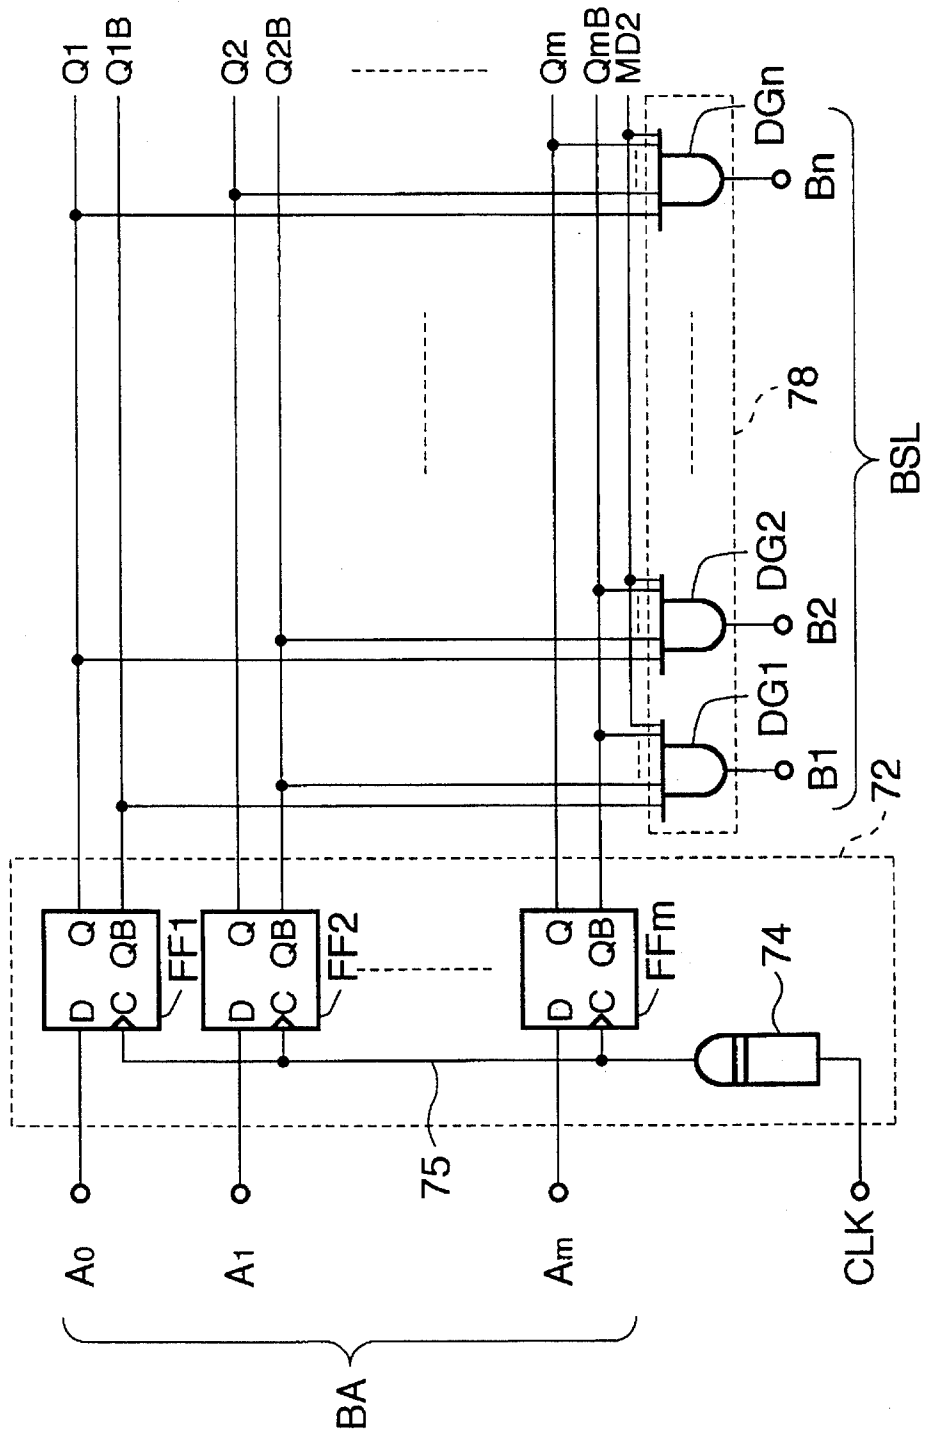 Q1
Q1B
Q2
Q2B
Qm
QmB
MD2
D Q
C QB
FF1
D Q
C QB
FF2
D Q
C QB
FFm
A0
A1
Am
BA
75
74
CLK
72
DG1
DG2
DGn
78
B1
B2
Bn
BSL